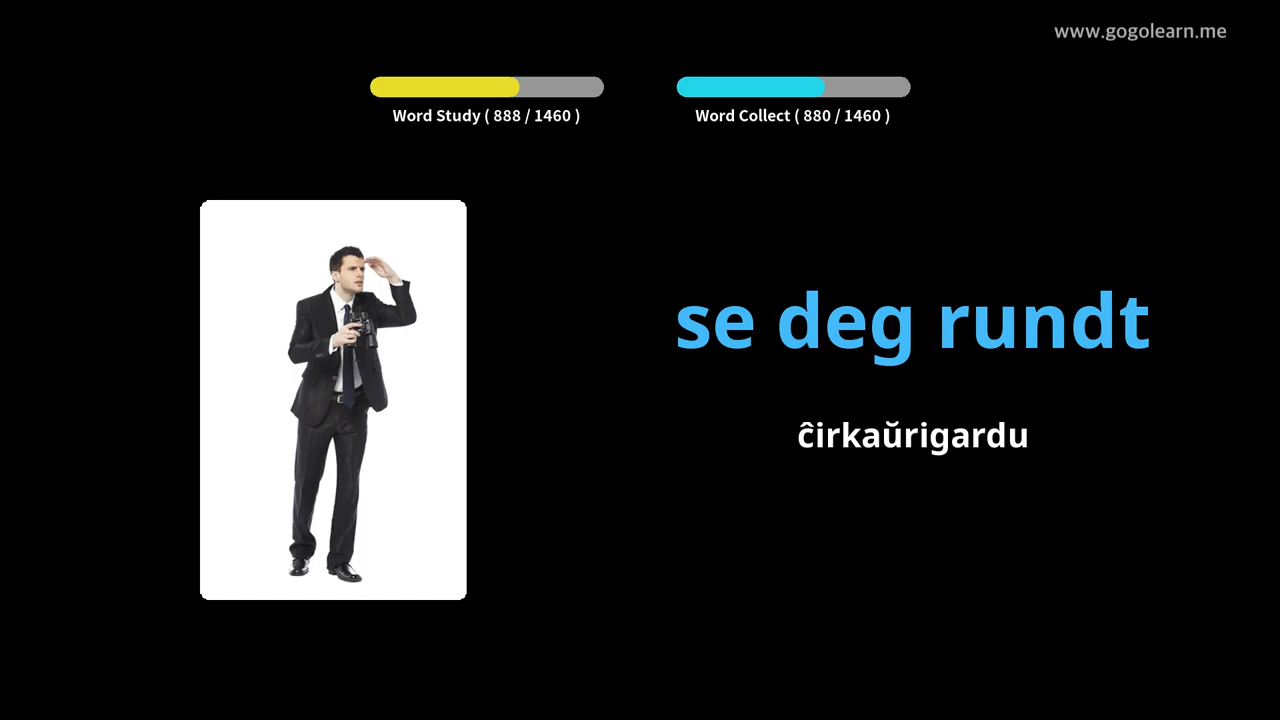 www.gogolearn.me
Word Study ( 888 / 1460 )
Word Collect ( 880 / 1460 )
se deg rundt
ĉirkaŭrigardu